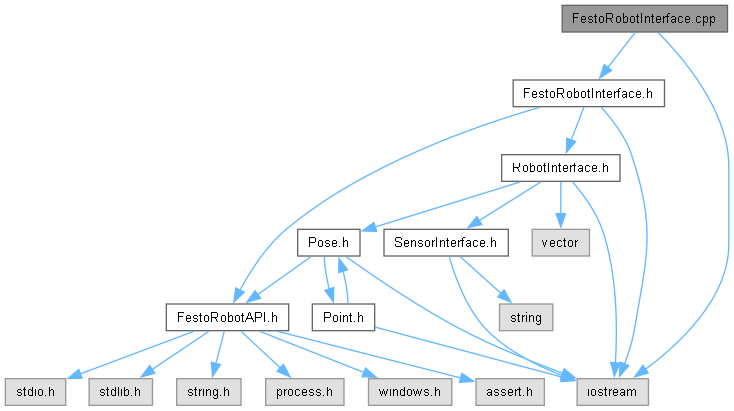 FestoRobotInterface.cpp
FestoRobotInterface.h
RobotInterface.h
Pose.h
SensorInterface.h
vector
FestoRobotAPI.h
Point.h
string
stdio.h
stdlib.h
string.h
process.h
windows.h
assert.h
iostream